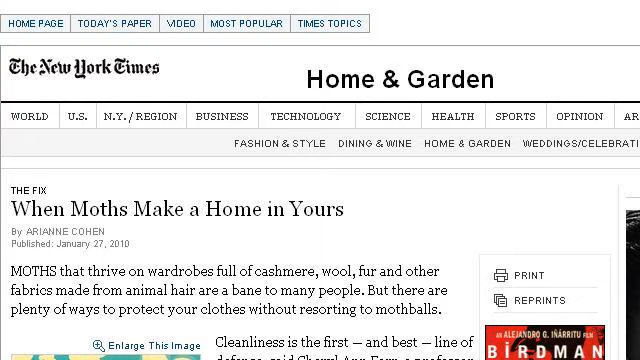 HOME PAGE TODAY'S PAPER VIDEO MOST POPULAR TIMES TOPICS
The New York Times
Home & Garden
WORLD U.S. N.Y. / REGION BUSINESS TECHNOLOGY SCIENCE HEALTH SPORTS OPINION AR
FASHION & STYLE DINING & WINE HOME & GARDEN WEDDINGS/CELEBRATI
THE FIX
When Moths Make a Home in Yours
By ARIANNE COHEN
Published: January 27, 2010
MOTHS that thrive on wardrobes full of cashmere, wool, fur and other
fabrics made from animal hair are a bane to many people. But there are
plenty of ways to protect your clothes without resorting to mothballs.
PRINT
REPRINTS
AN ALEJANDRO G. IÑÁRRITU FILM
BIRDMAN
Enlarge This Image
Cleanliness is the first — and best — line of